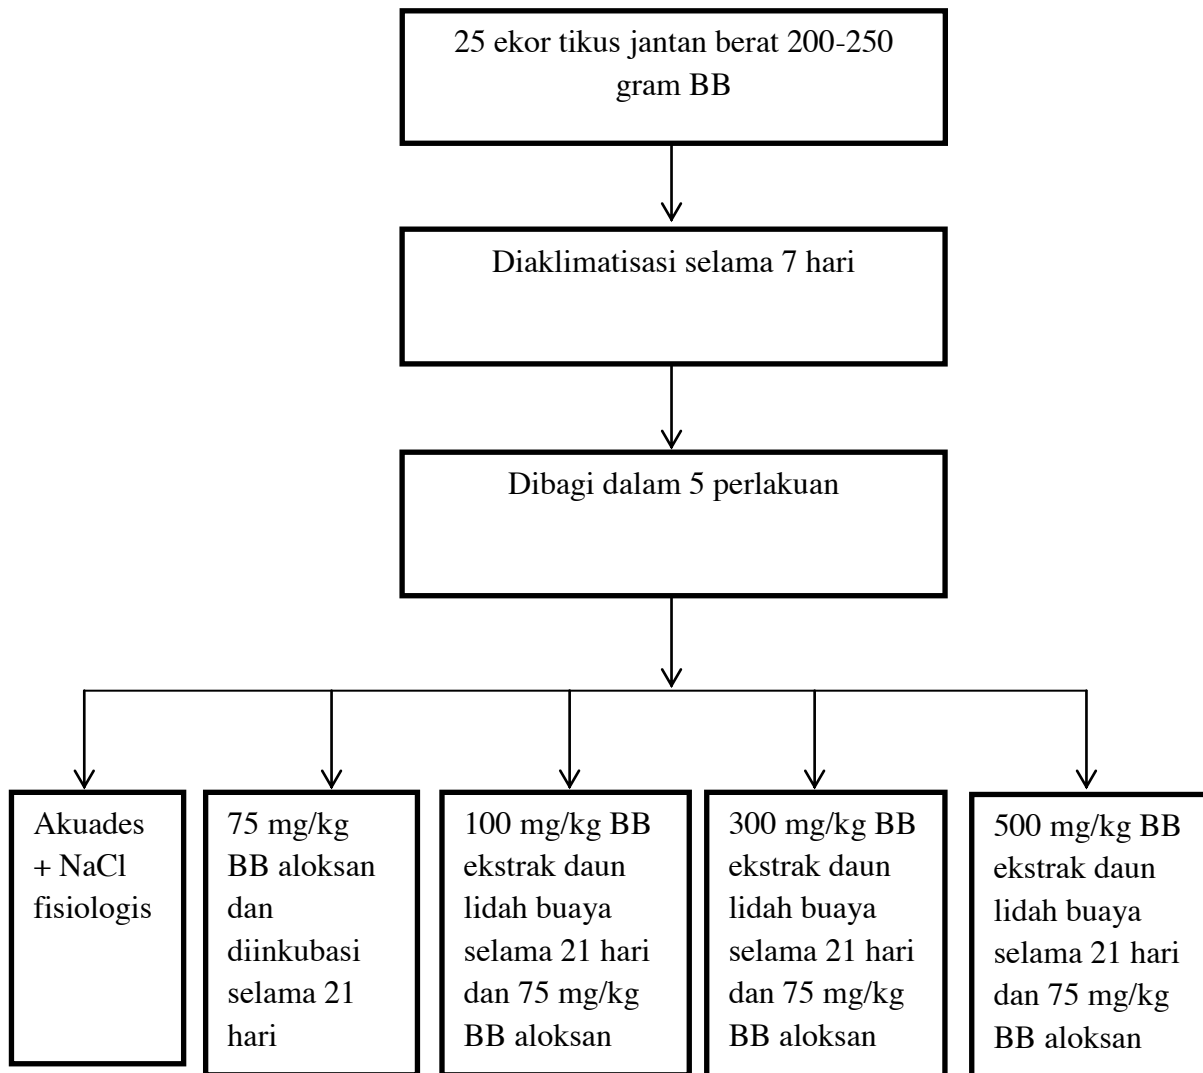 25 ekor tikus jantan berat 200-250
gram BB
Diaklimatisasi selama 7 hari
Dibagi dalam 5 perlakuan
Akuades
+ NaCl
fisiologis
75 mg/kg
BB aloksan
dan
diinkubasi
selama 21
hari
100 mg/kg BB
ekstrak daun
lidah buaya
selama 21 hari
dan 75 mg/kg
BB aloksan
300 mg/kg BB
ekstrak daun
lidah buaya
selama 21 hari
dan 75 mg/kg
BB aloksan
500 mg/kg BB
ekstrak daun
lidah buaya
selama 21 hari
dan 75 mg/kg
BB aloksan